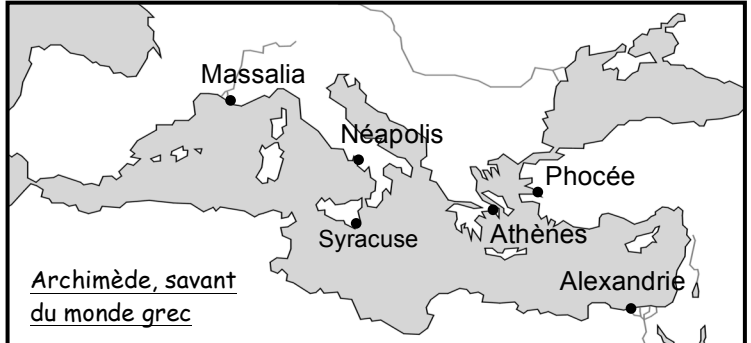 Massalia
Néapolis
Phocée
Syracuse
Athènes
Alexandrie
Archimède, savant
du monde grec